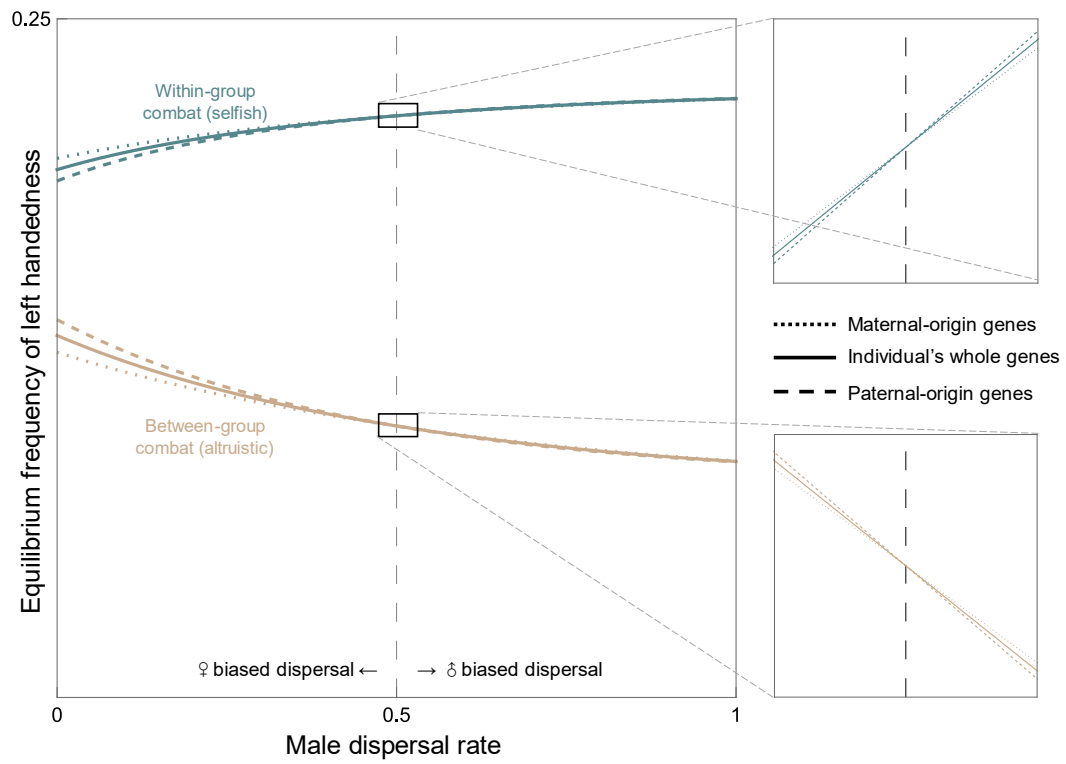 0.25
Within-group
combat (selfish)
Equilibrium frequency of left handedness
Maternal-origin genes
Individual's whole genes
Paternal-origin genes
Between-group
combat (altruistic)
♀ biased dispersal ←
→ ♂ biased dispersal
0
0.5
1
Male dispersal rate